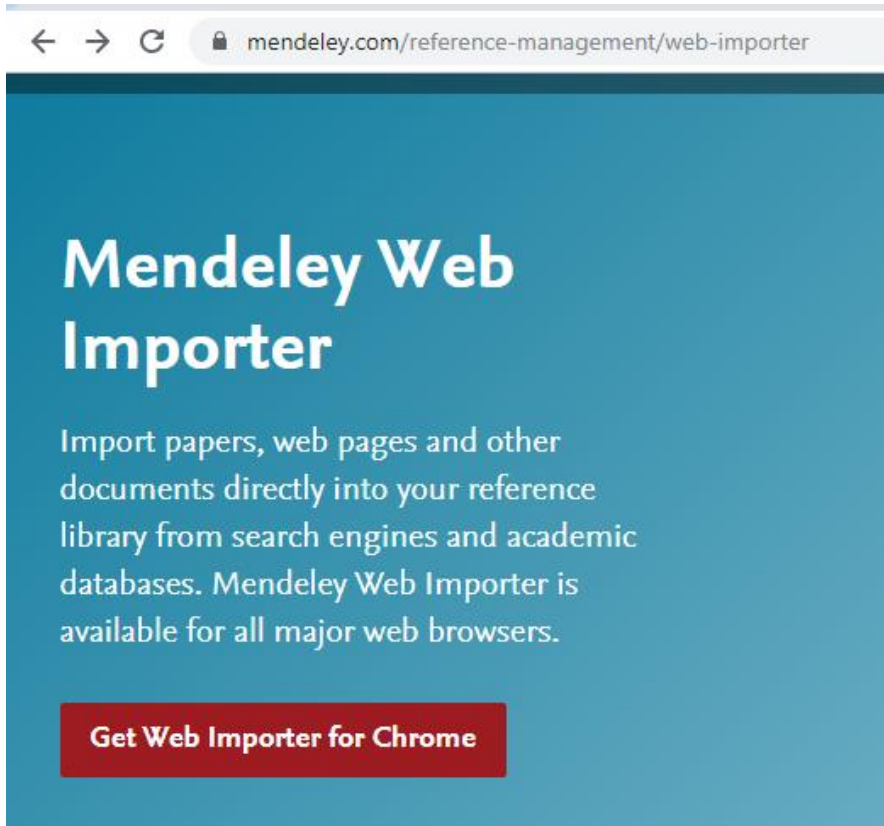 mendeley.com/reference-management/web-importer
Mendeley Web
Importer
Import papers, web pages and other
documents directly into your reference
library from search engines and academic
databases. Mendeley Web Importer is
available for all major web browsers.
Get Web Importer for Chrome